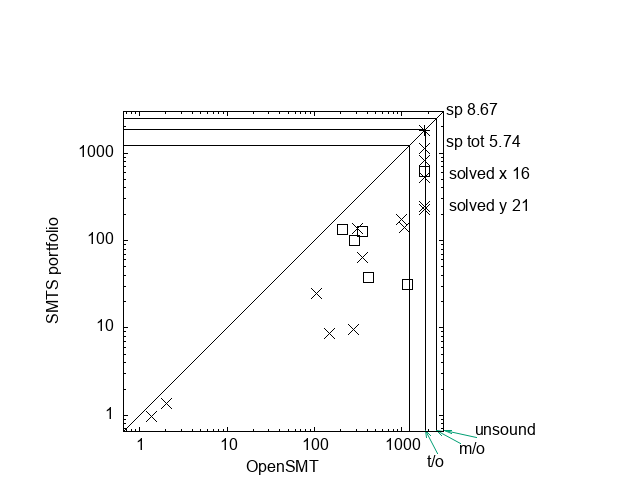 sp 8.67
1000
sp tot 5.74
solved x 16
solved y 21
100
SMTS portfolio
10
1
unsound
1
10
100
1000
m/o
t/o
OpenSMT